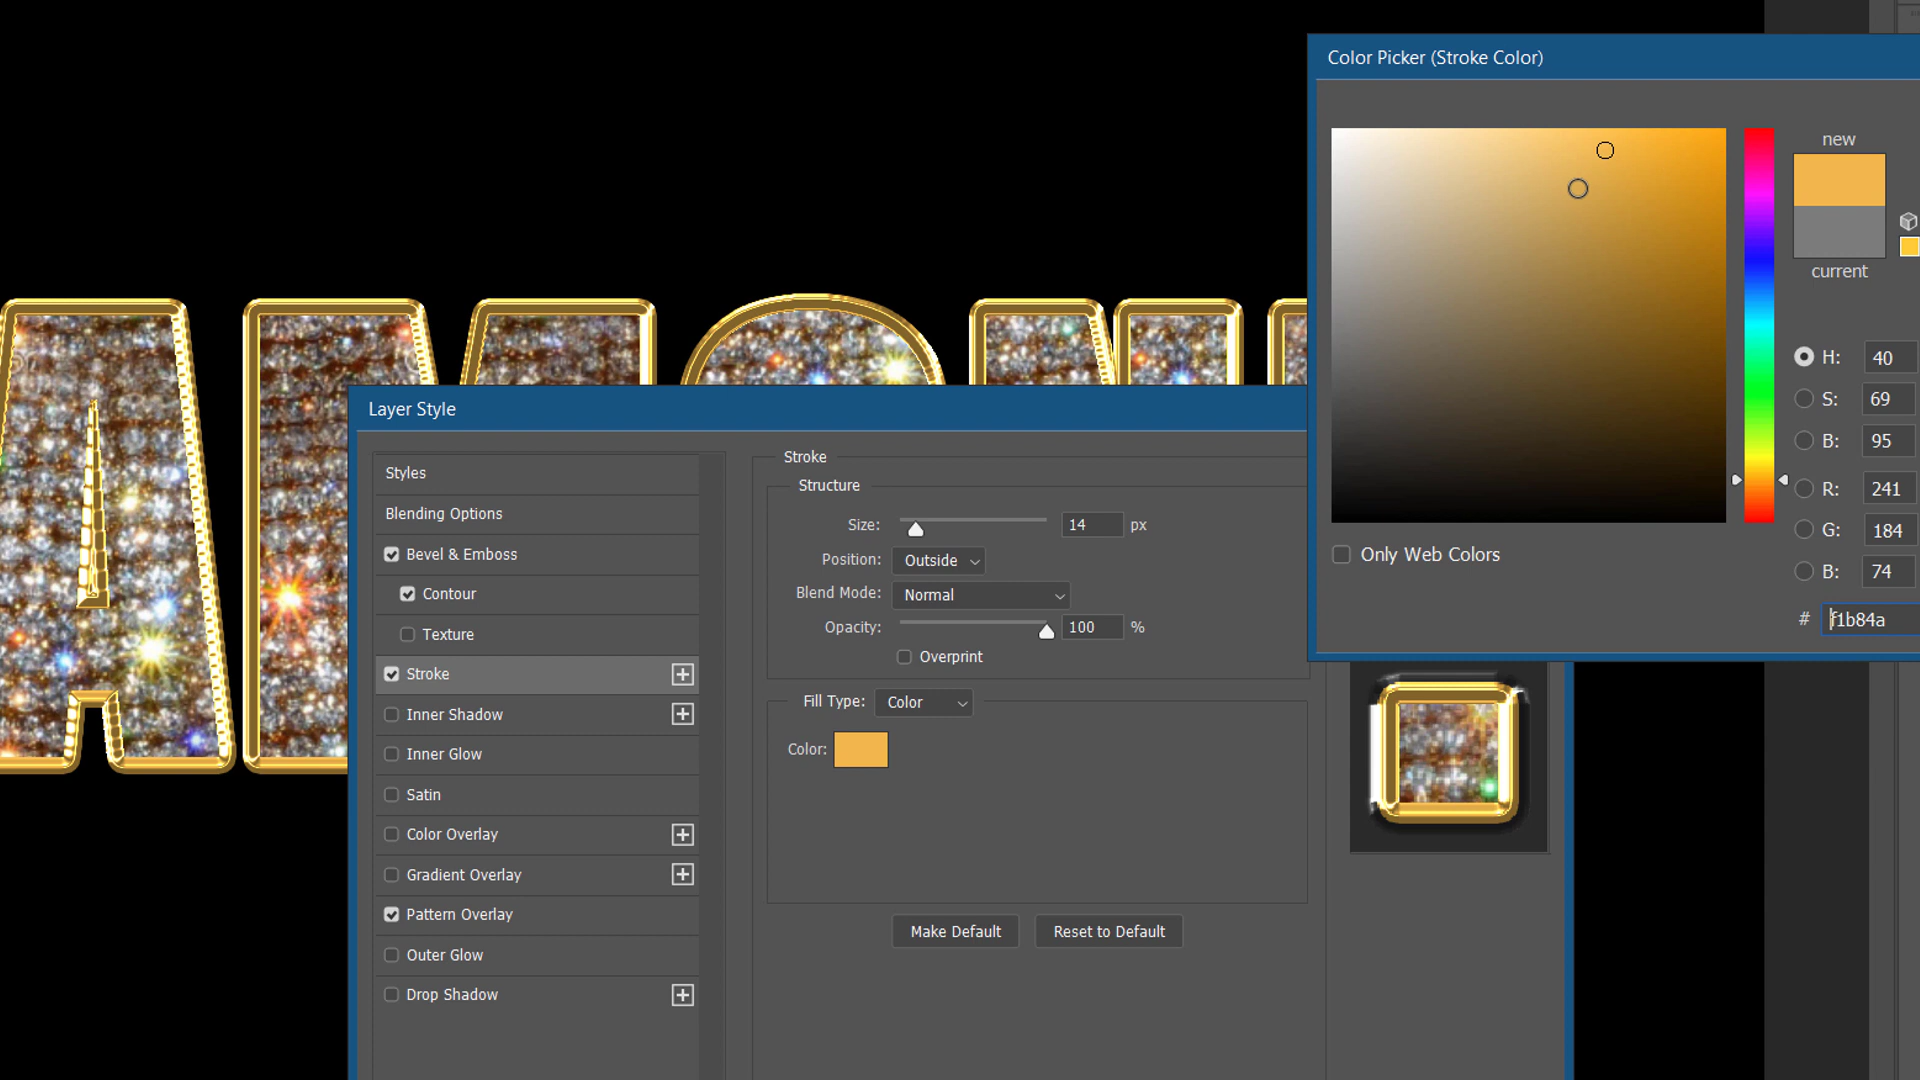 Color Picker (Stroke Color)
new
current
H: 40
S: 69
B: 95
R: 241
G: 184
B: 74
# f1b84a
Only Web Colors
Layer Style
Styles
Blending Options
Bevel & Emboss
Contour
Texture
Stroke
Inner Shadow
Inner Glow
Satin
Color Overlay
Gradient Overlay
Pattern Overlay
Outer Glow
Drop Shadow
Stroke
Structure
Size: 14 px
Position: Outside
Blend Mode: Normal
Opacity: 100 %
Overprint
Fill Type: Color
Color:
Make Default
Reset to Default